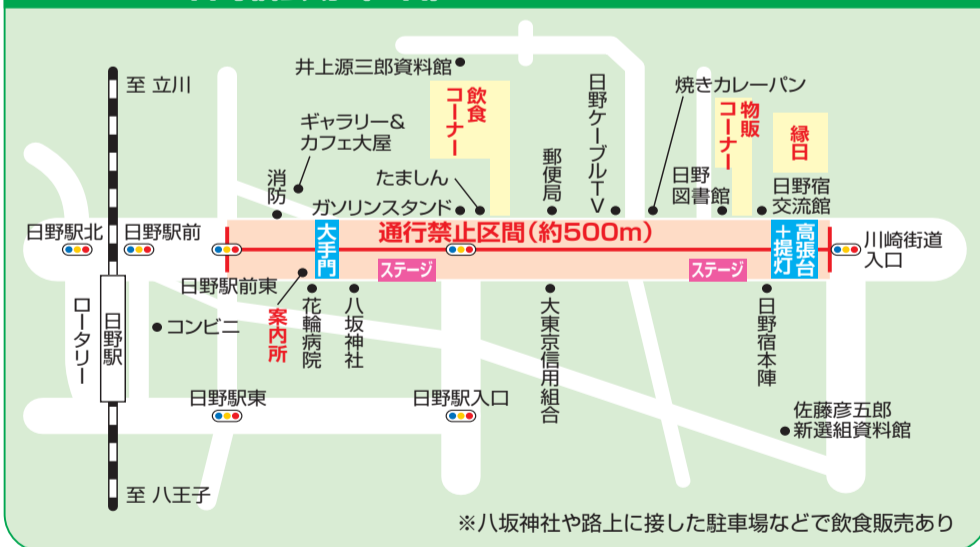 至 立川
井上源三郎資料館
飲食
コーナー
日野ケーブルTV
焼きカレーパン
物販
コーナー
縁日
ギャラリー&
カフェ大屋
消防
たましん
ガソリンスタンド
郵便局
日野
図書館
日野宿
交流館
日野駅北
日野駅前
大手門
通行禁止区間(約500m)
高張台
+提灯
川崎街道
入口
ステージ
ステージ
日野駅前東
案内所
花輪病院
八坂神社
大東京信用組合
日野宿本陣
ロータリー
日野駅
コンビニ
日野駅東
日野駅入口
佐藤彦五郎
新選組資料館
至 八王子
※八坂神社や路上に接した駐車場などで飲食販売あり